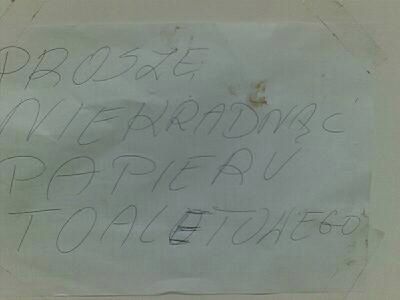 PROSZĘ
NIEKRADNĄĆ
PAPIERU
TOALETOWEGO